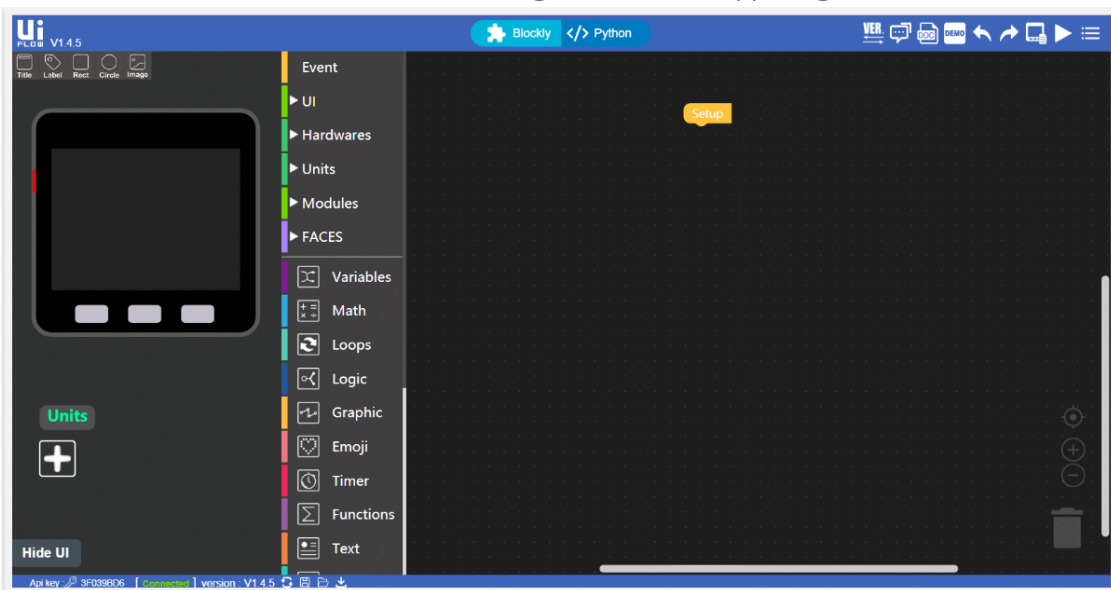 Ui
FLOW V1.4.5
Blockly </> Python
VER.
DOC
DEMO
Title Label Rect Circle Image
Event
UI
Hardwares
Units
Modules
FACES
Variables
Math
Loops
Logic
Graphic
Emoji
Timer
Functions
Text
Setup
Units
Hide UI
Api key : 3F039BD6 [ Connected ] version : V1.4.5